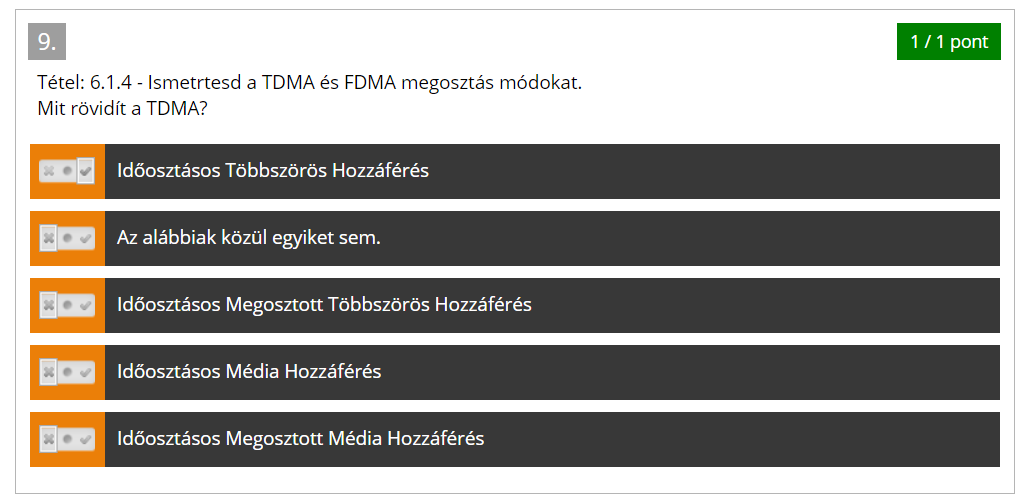 9.
1 / 1 pont
Tétel: 6.1.4 - Ismetrtesd a TDMA és FDMA megosztás módokat.
Mit rövidít a TDMA?
Időosztásos Többszörös Hozzáférés
Az alábbiak közül egyiket sem.
Időosztásos Megosztott Többszörös Hozzáférés
Időosztásos Média Hozzáférés
Időosztásos Megosztott Média Hozzáférés